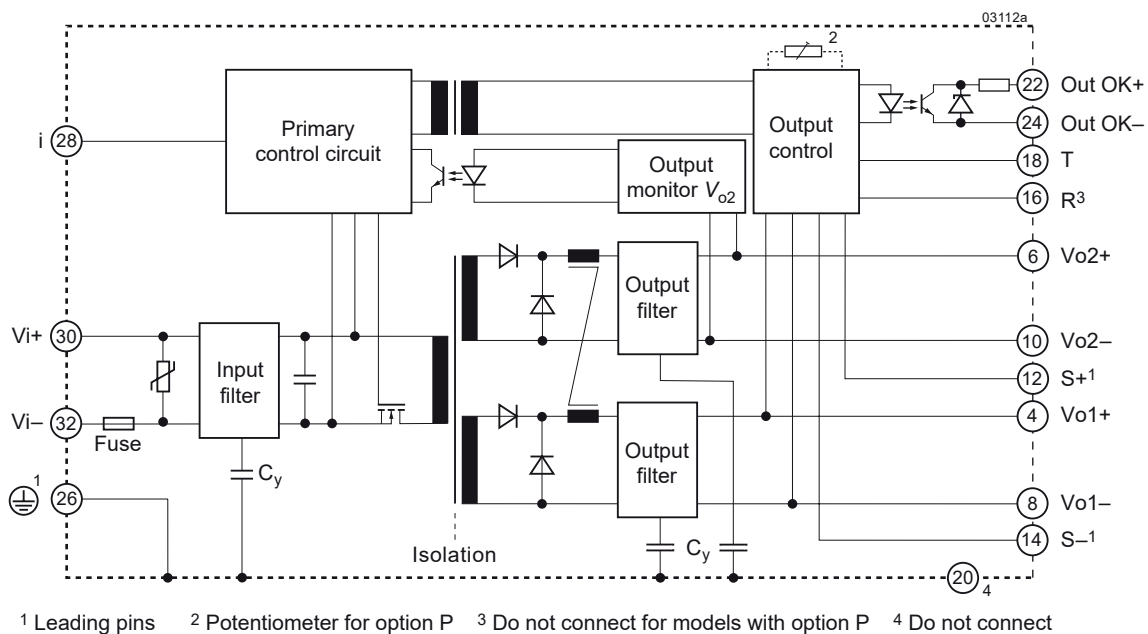 03112a
2
22 Out OK+
Primary
control circuit
Output
control
24 Out OK–
i 28
Output
monitor Vo2
18 T
16 R3
6 Vo2+
Output
filter
Vi+ 30
10 Vo2–
Input
filter
12 S+1
4 Vo1+
Vi– 32
Fuse
Output
filter
Cy
1
26
8 Vo1–
Isolation
Cy
14 S–1
20 4
1 Leading pins 2 Potentiometer for option P 3 Do not connect for models with option P 4 Do not connect